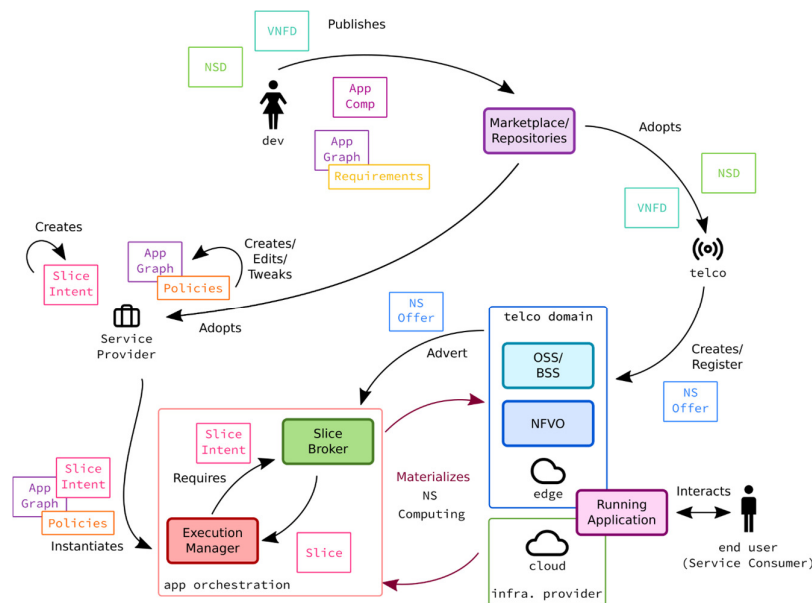 VNFD
Publishes
NSD
App
Comp
dev
Marketplace/
Repositories
App
Graph
Requirements
Adopts
NSD
VNFD
telco
Creates
Slice
Intent
App
Graph
Policies
Creates/
Edits/
Tweaks
Service
Provider
Adopts
NS
Offer
Advert
telco domain
OSS/
BSS
NFVO
edge
Creates/
Register
NS
Offer
Slice
Intent
Slice
Broker
Requires
Execution
Manager
Slice
app orchestration
Slice
Intent
App
Graph
Policies
Instantiates
Materializes
NS
Computing
Running
Application
Interacts
end user
(Service Consumer)
cloud
infra. provider